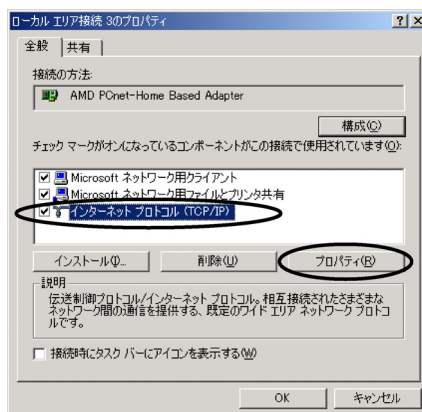 ローカル エリア接続 3のプロパティ
全般
共有
接続の方法:
AMD PCnet-Home Based Adapter
構成(C)
チェック マークがオンになっているコンポーネントがこの接続で使用されています(O):
Microsoft ネットワーク用クライアント
Microsoft ネットワーク用ファイルとプリンタ共有
インターネット プロトコル (TCP/IP)
インストール(I)...
削除(U)
プロパティ(R)
説明
伝送制御プロトコル/インターネット プロトコル。相互接続されたさまざまな
ネットワーク間の通信を提供する、既定のワイド エリア ネットワーク プロトコ
ルです。
接続時にタスク バーにアイコンを表示する(W)
OK
キャンセル